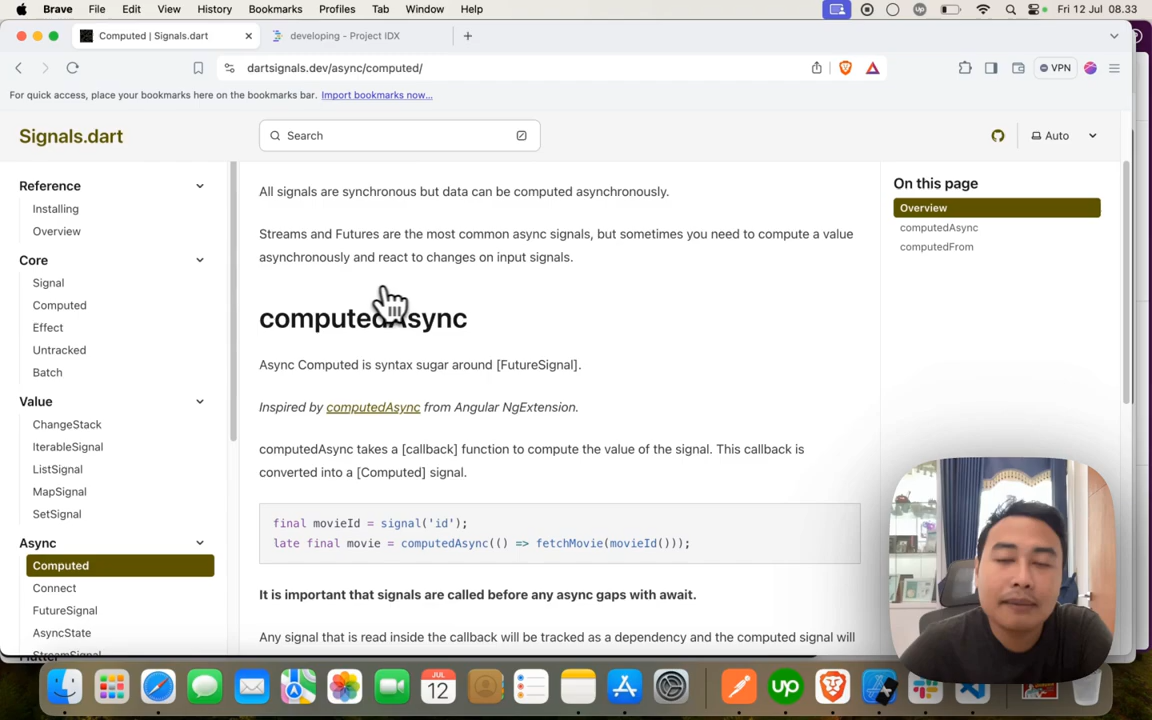 Brave File Edit View History Bookmarks Profiles Tab Window Help
up
Fri 12 Jul 08.33
Computed | Signals.dart
developing - Project IDX
dartsignals.dev/async/computed/
VPN
For quick access, place your bookmarks here on the bookmarks bar. Import bookmarks now...
Signals.dart
Search
Auto
Reference
Installing
Overview
Core
Signal
Computed
Effect
Untracked
Batch
Value
ChangeStack
IterableSignal
ListSignal
MapSignal
SetSignal
Async
Computed
Connect
FutureSignal
AsyncState
StreamSignal
Flutter
All signals are synchronous but data can be computed asynchronously.
Streams and Futures are the most common async signals, but sometimes you need to compute a value
asynchronously and react to changes on input signals.
computedAsync
Async Computed is syntax sugar around [FutureSignal].
Inspired by computedAsync from Angular NgExtension.
computedAsync takes a [callback] function to compute the value of the signal. This callback is
converted into a [Computed] signal.
final movieId = signal('id');
late final movie = computedAsync(() => fetchMovie(movieId()));
It is important that signals are called before any async gaps with await.
Any signal that is read inside the callback will be tracked as a dependency and the computed signal will
On this page
Overview
computedAsync
computedFrom
JUL
12
up